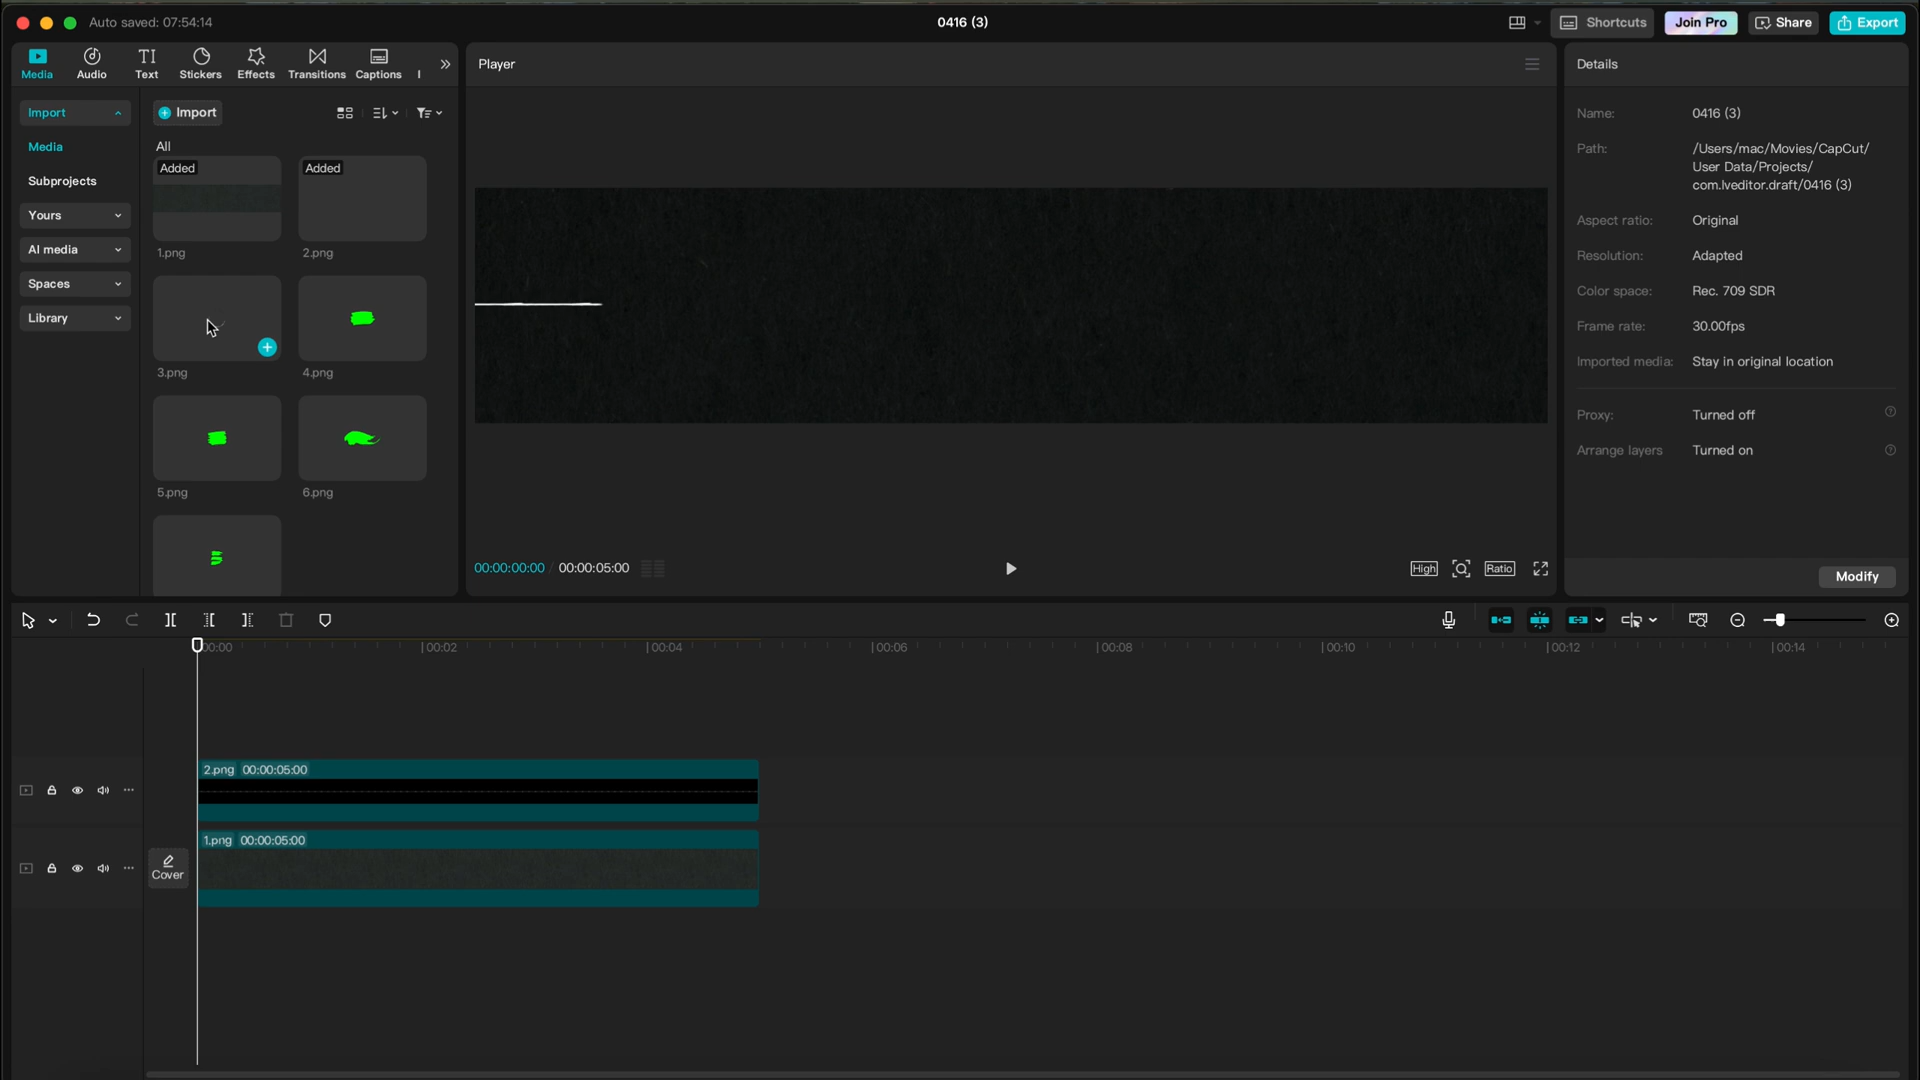 Auto saved: 07:54:14
0416 (3)
Shortcuts
Join Pro
Share
Export
Media
Audio
Text
Stickers
Effects
Transitions
Captions
Import
Media
Subprojects
Yours
AI media
Spaces
Library
Import
All
Added
1.png
Added
2.png
3.png
4.png
5.png
6.png
Player
00:00:00:00 / 00:00:05:00
High
Ratio
Details
Name: 0416 (3)
Path: /Users/mac/Movies/CapCut/
User Data/Projects/
com.lveditor.draft/0416 (3)
Aspect ratio: Original
Resolution: Adapted
Color space: Rec. 709 SDR
Frame rate: 30.00fps
Imported media: Stay in original location
Proxy: Turned off
Arrange layers Turned on
Modify
00:00 00:02 00:04 00:06 00:08 00:10 00:12 00:14
2.png 00:00:05:00
1.png 00:00:05:00
Cover